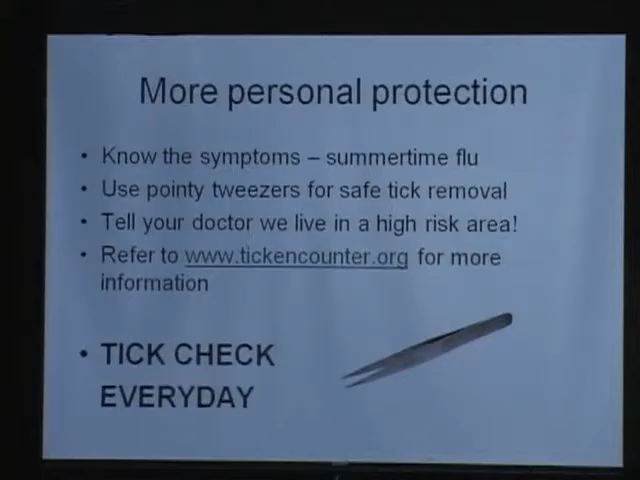 More personal protection
• Know the symptoms – summertime flu
• Use pointy tweezers for safe tick removal
• Tell your doctor we live in a high risk area!
• Refer to www.tickencounter.org for more
information
• TICK CHECK
EVERYDAY